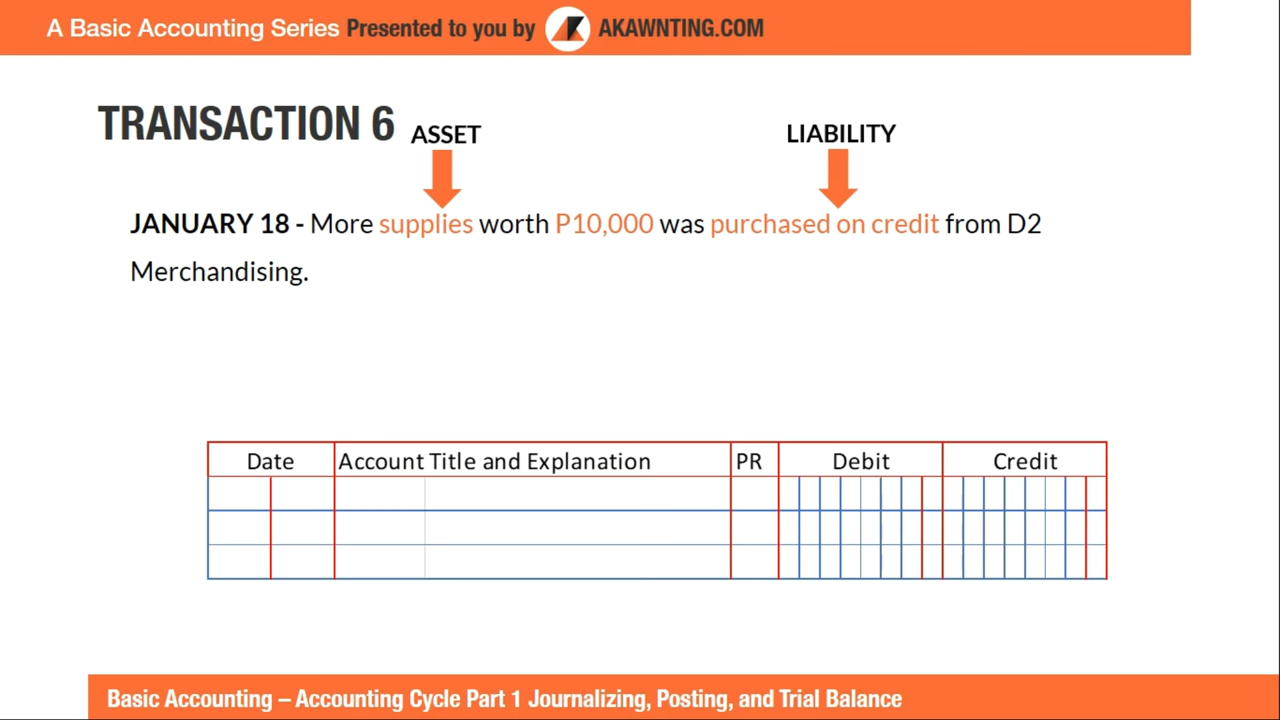 A Basic Accounting Series Presented to you by AKAWNTING.COM
TRANSACTION 6
ASSET
LIABILITY
JANUARY 18 - More supplies worth P10,000 was purchased on credit from D2
Merchandising.
Date Account Title and Explanation PR Debit Credit
Basic Accounting – Accounting Cycle Part 1 Journalizing, Posting, and Trial Balance